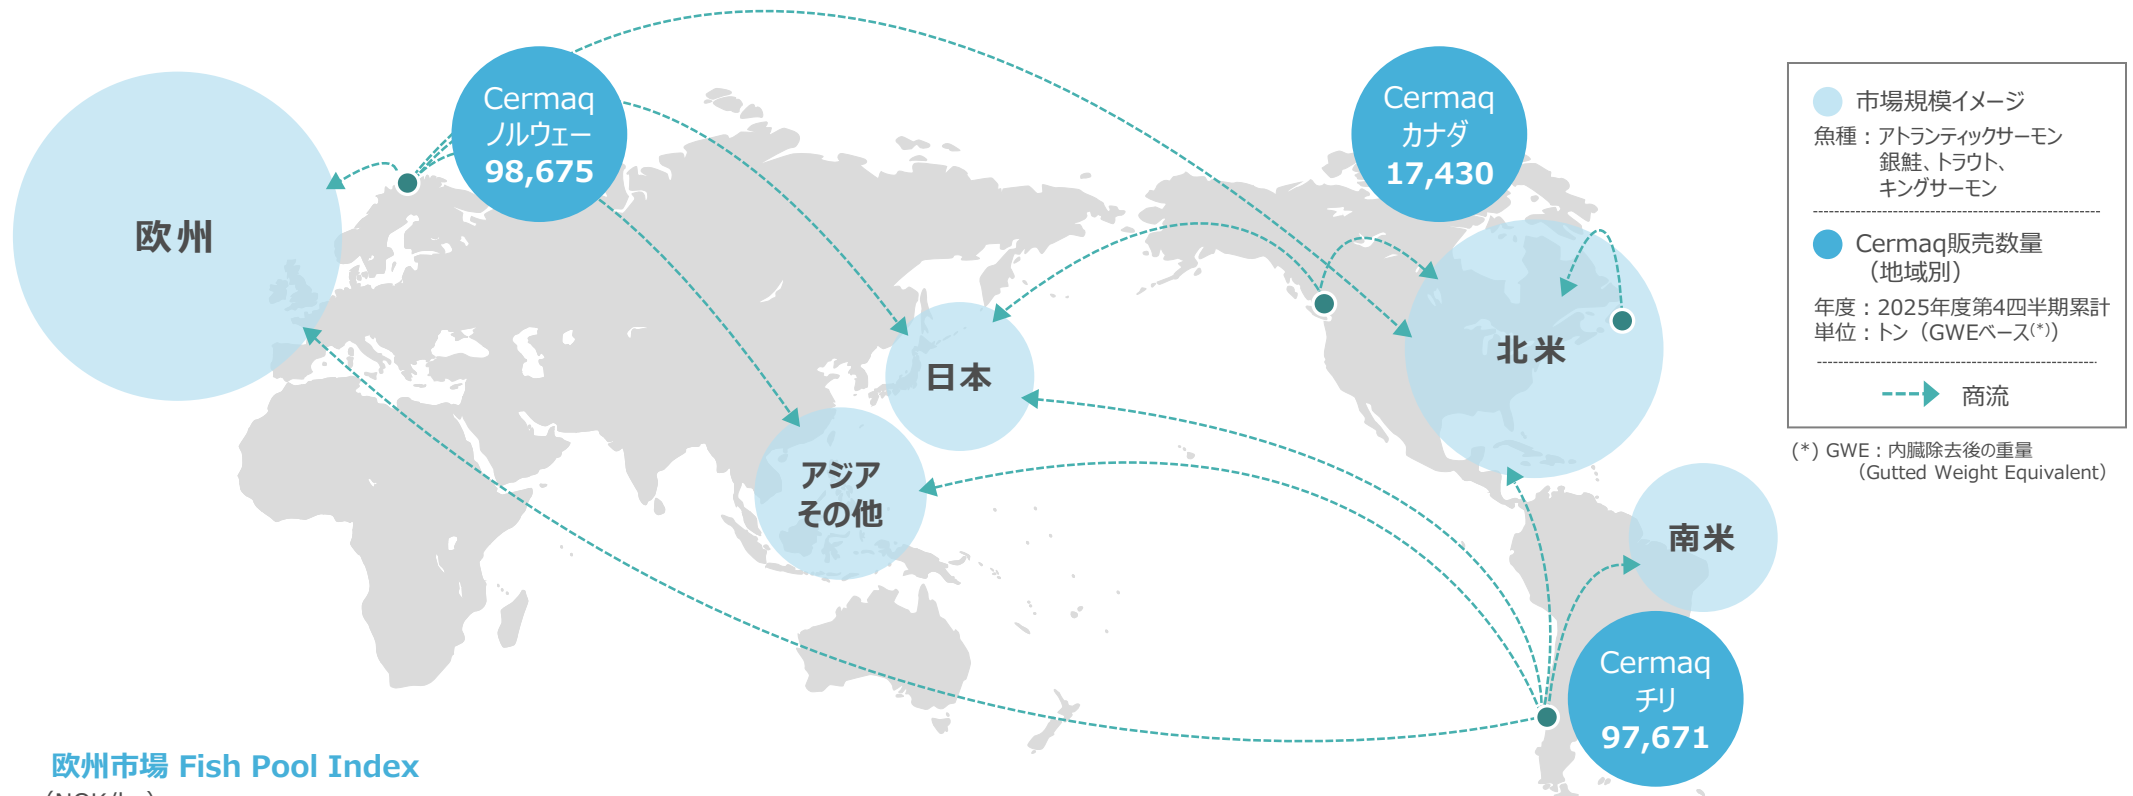 Cermaq
ノルウェー
98,675
Cermaq
カナダ
17,430
欧州
日本
北米
アジア
その他
南米
Cermaq
チリ
97,671
市場規模イメージ
魚種：アトランティックサーモン
銀鮭、トラウト、
キングサーモン
Cermaq販売数量
（地域別）
年度：2025年度第4四半期累計
単位：トン（GWEベース(*)）
商流
(*) GWE：内臓除去後の重量
（Gutted Weight Equivalent）
欧州市場 Fish Pool Index